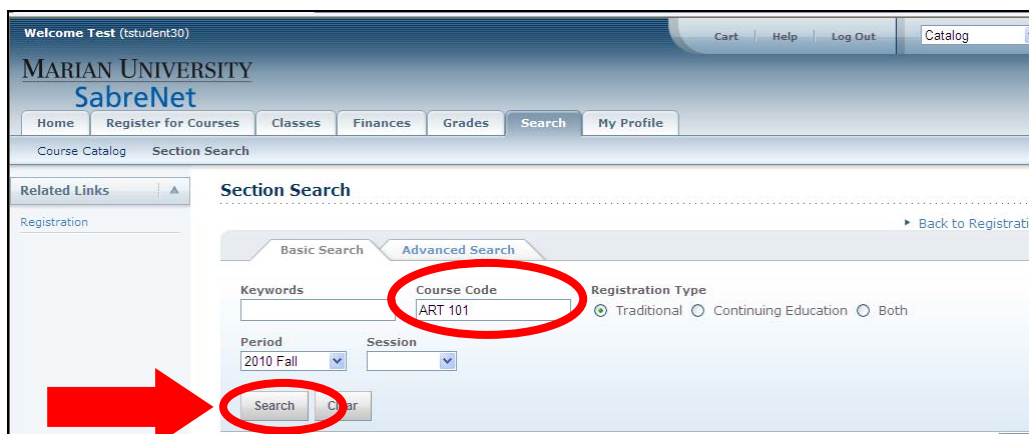 Welcome Test (tstudent30) Cart Help Log Out Catalog
MARIAN UNIVERSITY
SabreNet
Home Register for Courses Classes Finances Grades Search My Profile
Course Catalog Section Search
Related Links Section Search
Registration Back to Registrati
Basic Search Advanced Search
Keywords Course Code Registration Type
ART 101 Traditional Continuing Education Both
Period Session
2010 Fall
Search Clear